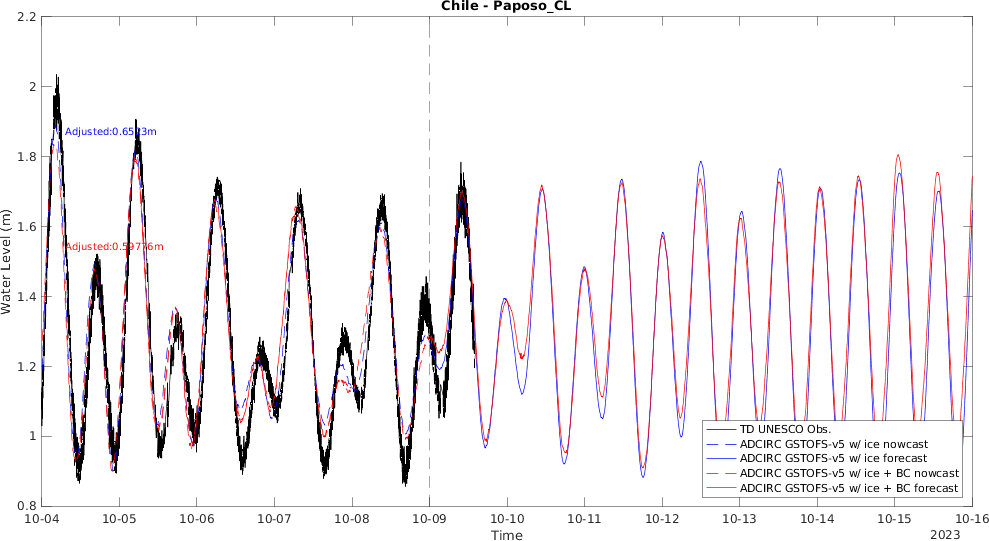 Chile - Paposo_CL
2.2
2
1.8
1.6
1.4
1.2
1
0.8
Water Level (m)
Adjusted:0.6523m
Adjusted:0.59776m
TD UNESCO Obs.
ADCIRC GSTOFS-v5 w/ ice nowcast
ADCIRC GSTOFS-v5 w/ ice forecast
ADCIRC GSTOFS-v5 w/ ice + BC nowcast
ADCIRC GSTOFS-v5 w/ ice + BC forecast
10-04 10-05 10-06 10-07 10-08 10-09 10-10 10-11 10-12 10-13 10-14 10-15 10-16
Time
2023